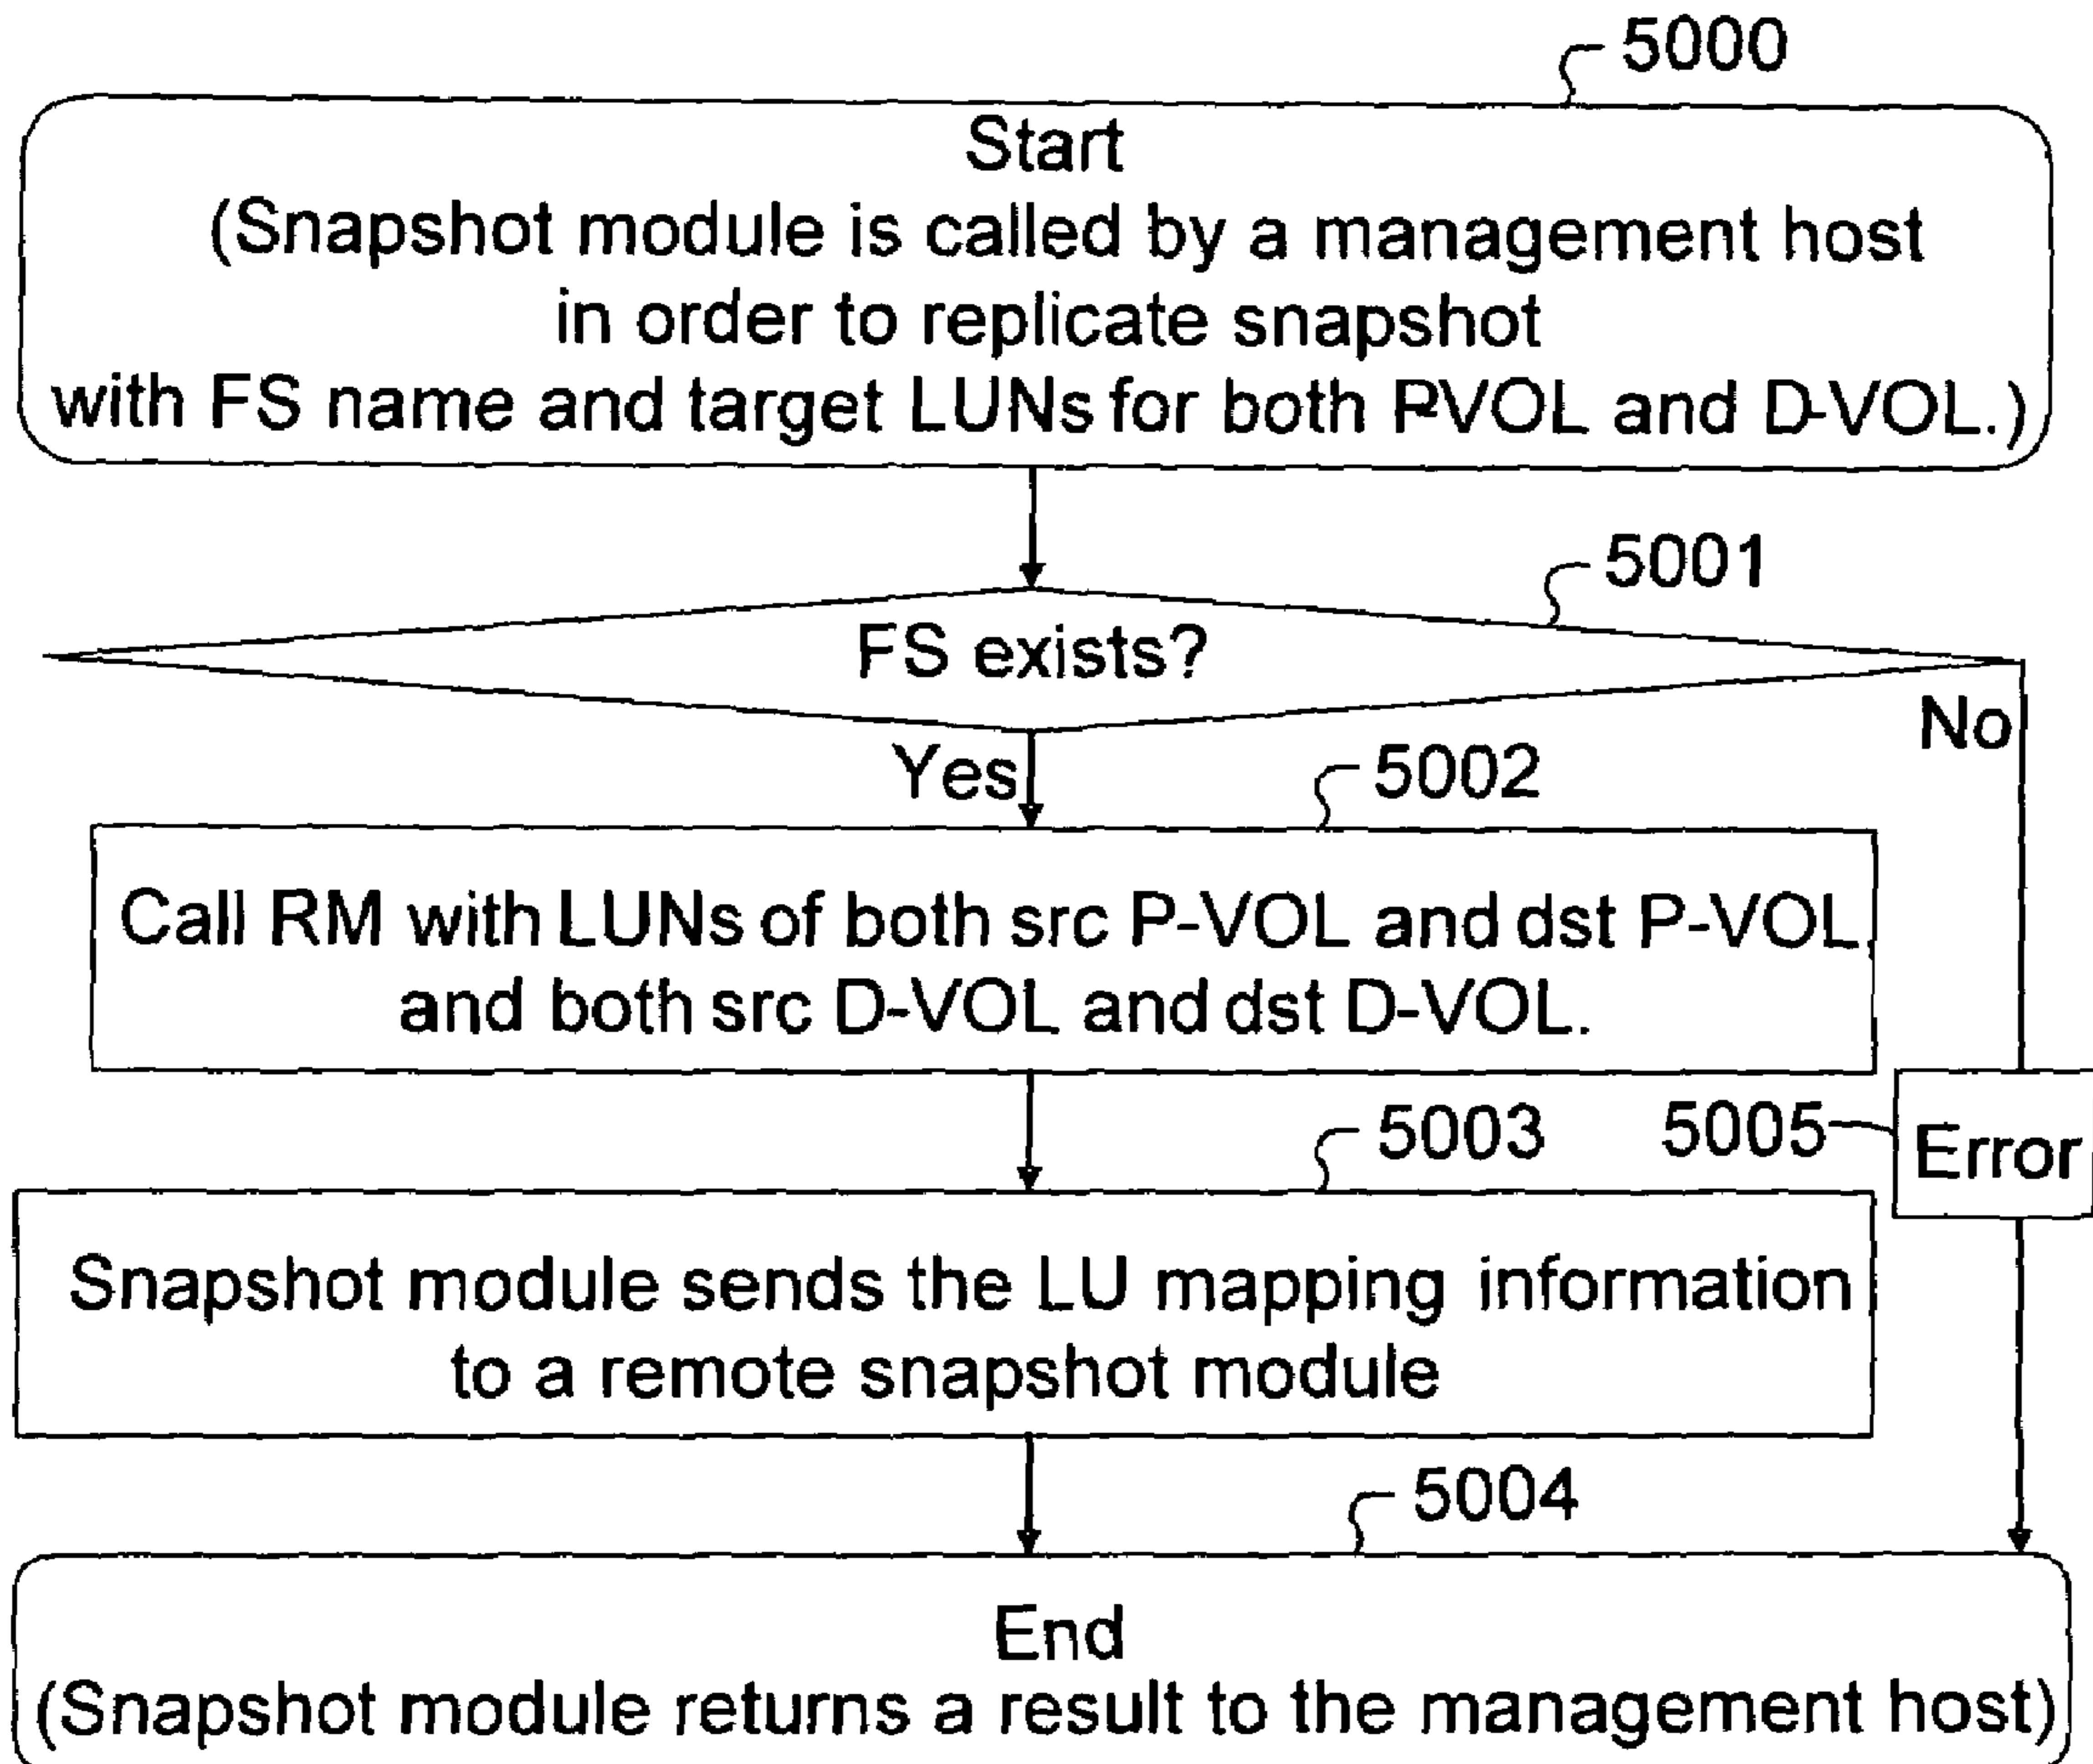 5000
Start
(Snapshot module is called by a management host
in order to replicate snapshot
with FS name and target LUNs for both PVOL and D-VOL.)
5001
FS exists?
No
Yes
5002
Call RM with LUNs of both src P-VOL and dst P-VOL
and both src D-VOL and dst D-VOL.
5003
5005
Error
Snapshot module sends the LU mapping information
to a remote snapshot module
5004
End
(Snapshot module returns a result to the management host)